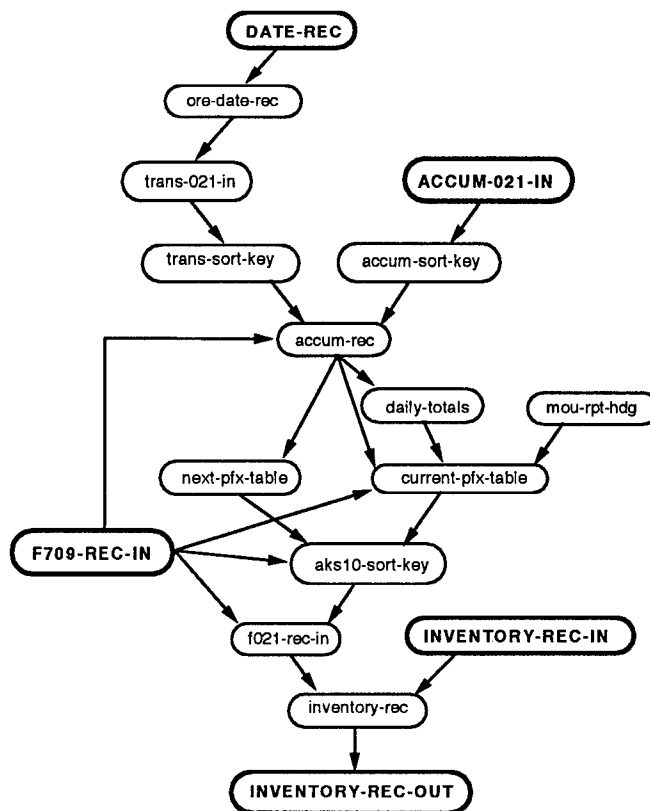 DATE-REC
ore-date-rec
trans-021-in
ACCUM-021-IN
trans-sort-key
accum-sort-key
accum-rec
daily-totals
mou-rpt-hdg
next-pfx-table
current-pfx-table
F709-REC-IN
aks10-sort-key
f021-rec-in
INVENTORY-REC-IN
inventory-rec
INVENTORY-REC-OUT